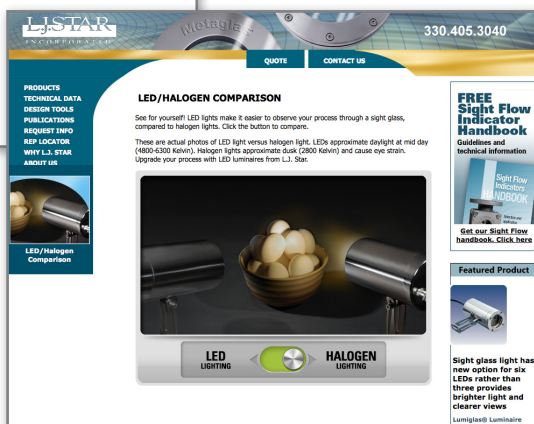 L.J. STAR
INCORPORATED
Metaglas
330.405.3040
QUOTE
CONTACT US
PRODUCTS
TECHNICAL DATA
DESIGN TOOLS
PUBLICATIONS
REQUEST INFO
REP LOCATOR
WHY L.J. STAR
ABOUT US
LED/Halogen
Comparison
LED/HALOGEN COMPARISON
See for yourself! LED lights make it easier to observe your process through a sight glass,
compared to halogen lights. Click the button to compare.
These are actual photos of LED light versus halogen light. LEDs approximate daylight at mid day
(4800-6300 Kelvin). Halogen lights approximate dusk (2800 Kelvin) and cause eye strain.
Upgrade your process with LED luminaires from L.J. Star.
LED
LIGHTING
HALOGEN
LIGHTING
FREE
Sight Flow
Indicator
Handbook
Guidelines and
technical information
Sight Flow
Indicators
HANDBOOK
Get our Sight Flow
handbook. Click here
Featured Product
Sight glass light has
new option for six
LEDs rather than
three provides
brighter light and
clearer views
Lumiglas® Luminaire